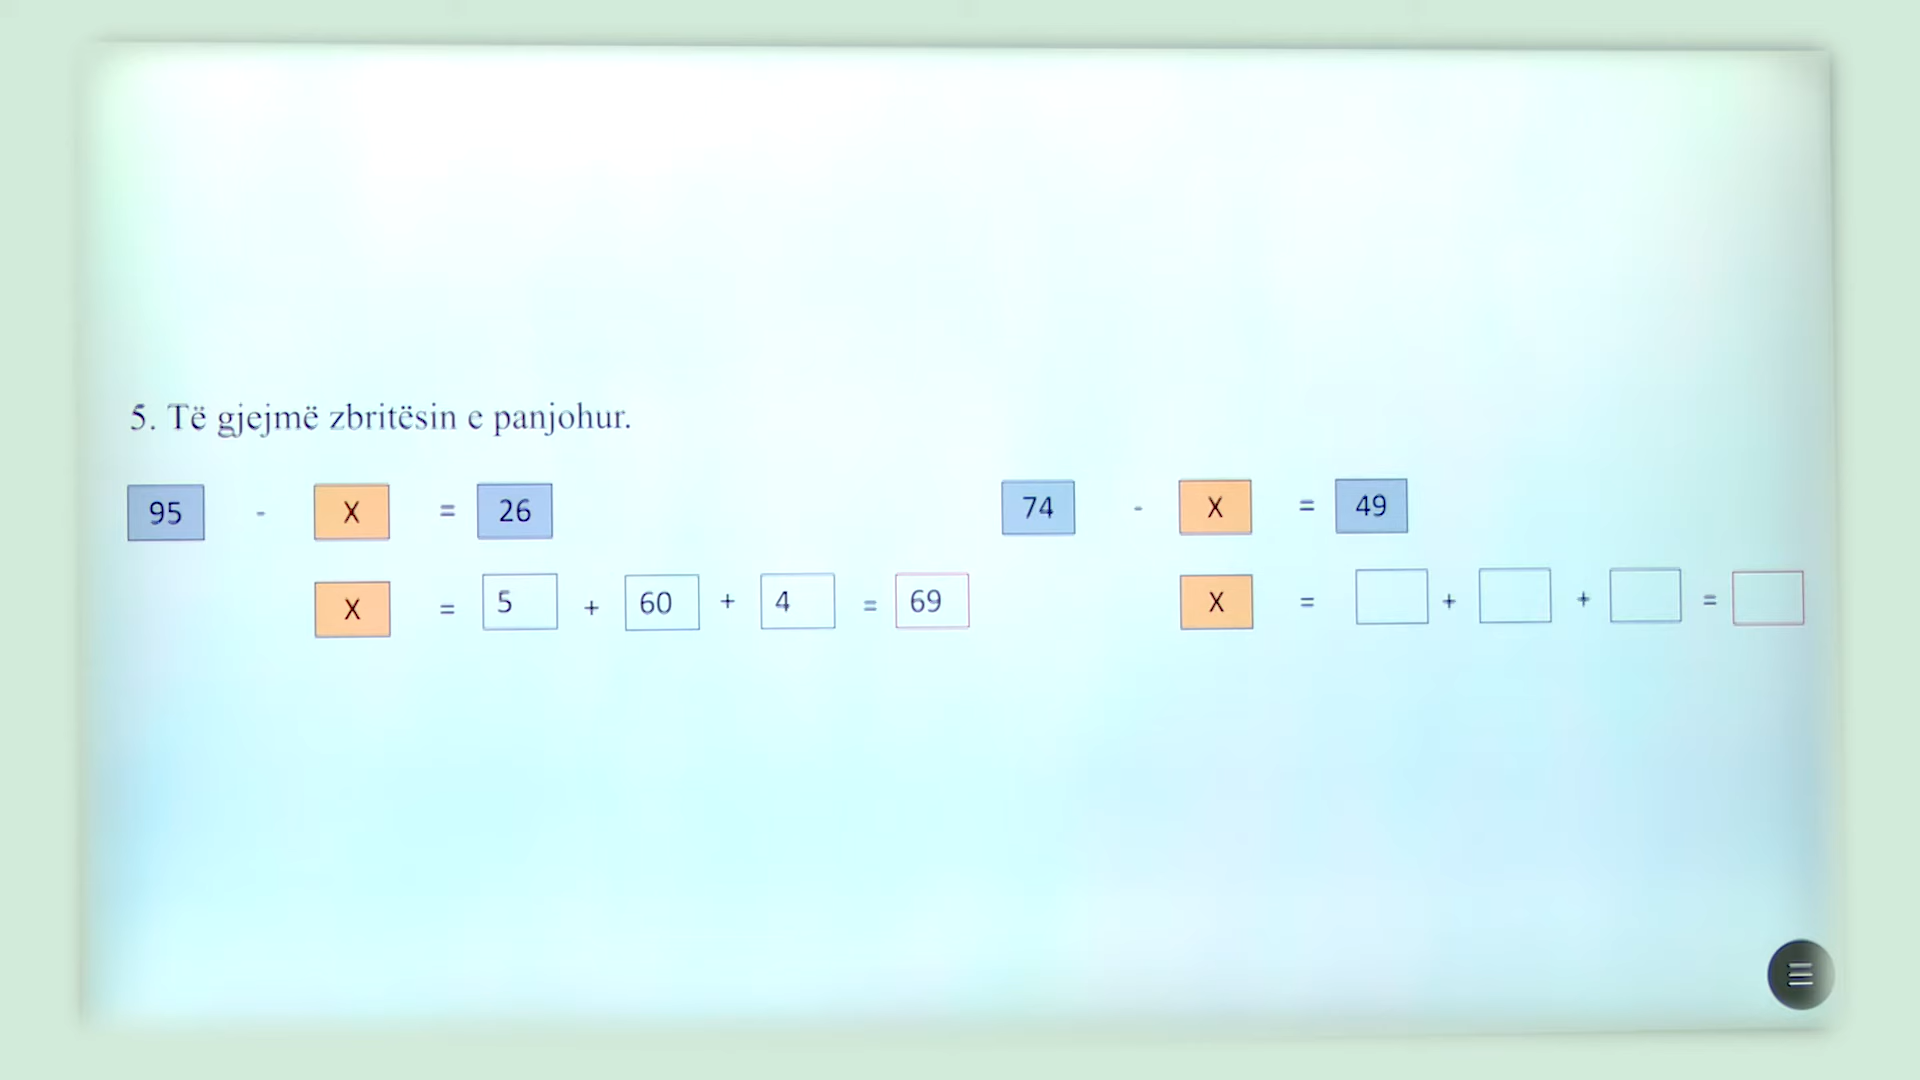 5. Të gjejmë zbritësin e panjohur.
95 - X = 26
X = 5 + 60 + 4 = 69
74 - X = 49
X = + + =